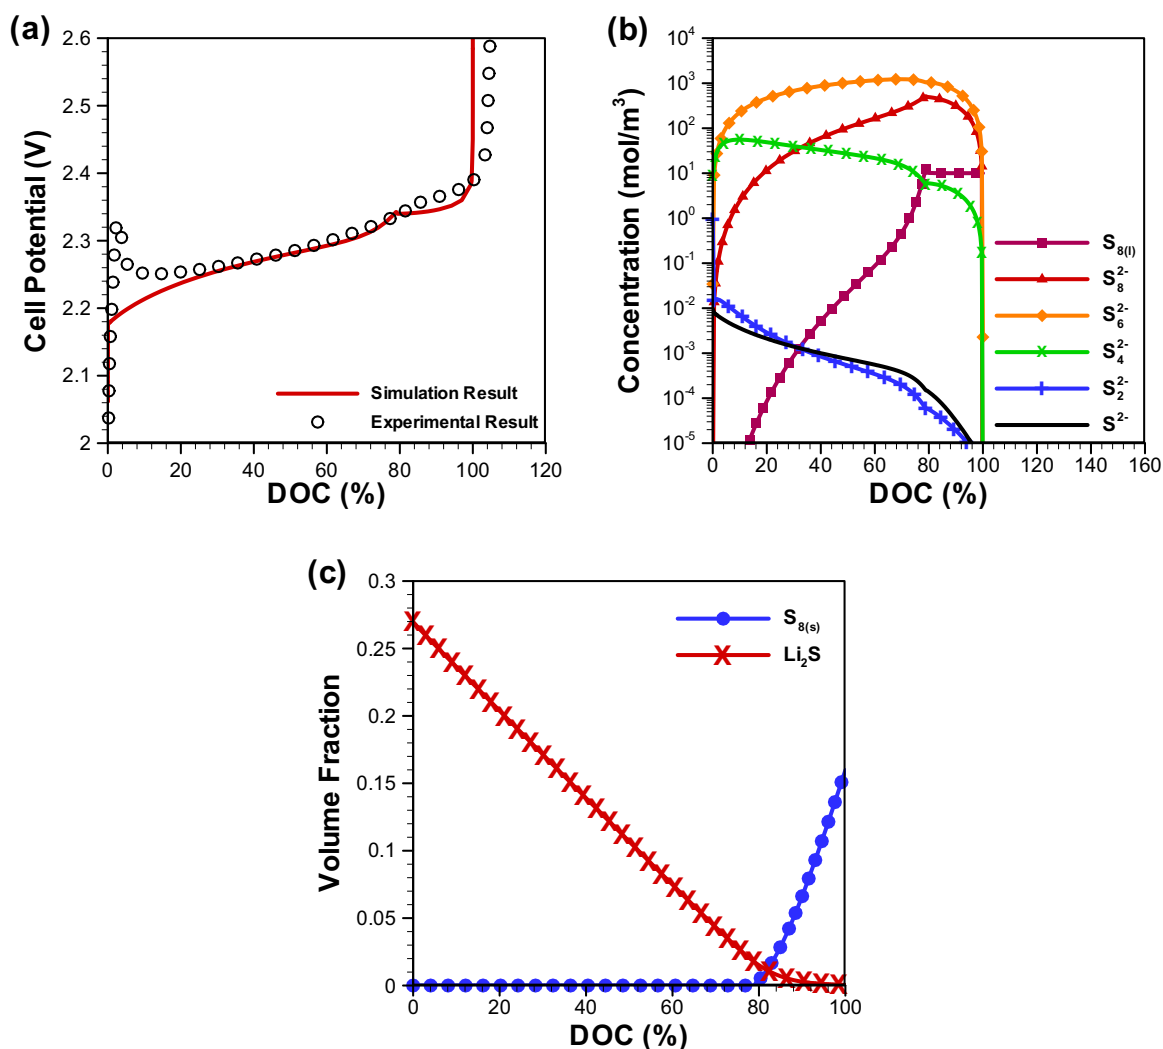 (a)
2.6
2.5
2.4
2.3
2.2
2.1
2
Cell Potential (V)
0 20 40 60 80 100 120
DOC (%)
Simulation Result
Experimental Result
(b)
10⁴
10³
10²
10¹
10⁰
10⁻¹
10⁻²
10⁻³
10⁻⁴
10⁻⁵
Concentration (mol/m³)
0 20 40 60 80 100 120 140 160
DOC (%)
S₈₍ₗ₎
S₈²⁻
S₆²⁻
S₄²⁻
S₂²⁻
S²⁻
(c)
0.3
0.25
0.2
0.15
0.1
0.05
0
Volume Fraction
0 20 40 60 80 100
DOC (%)
S₈₍ₛ₎
Li₂S